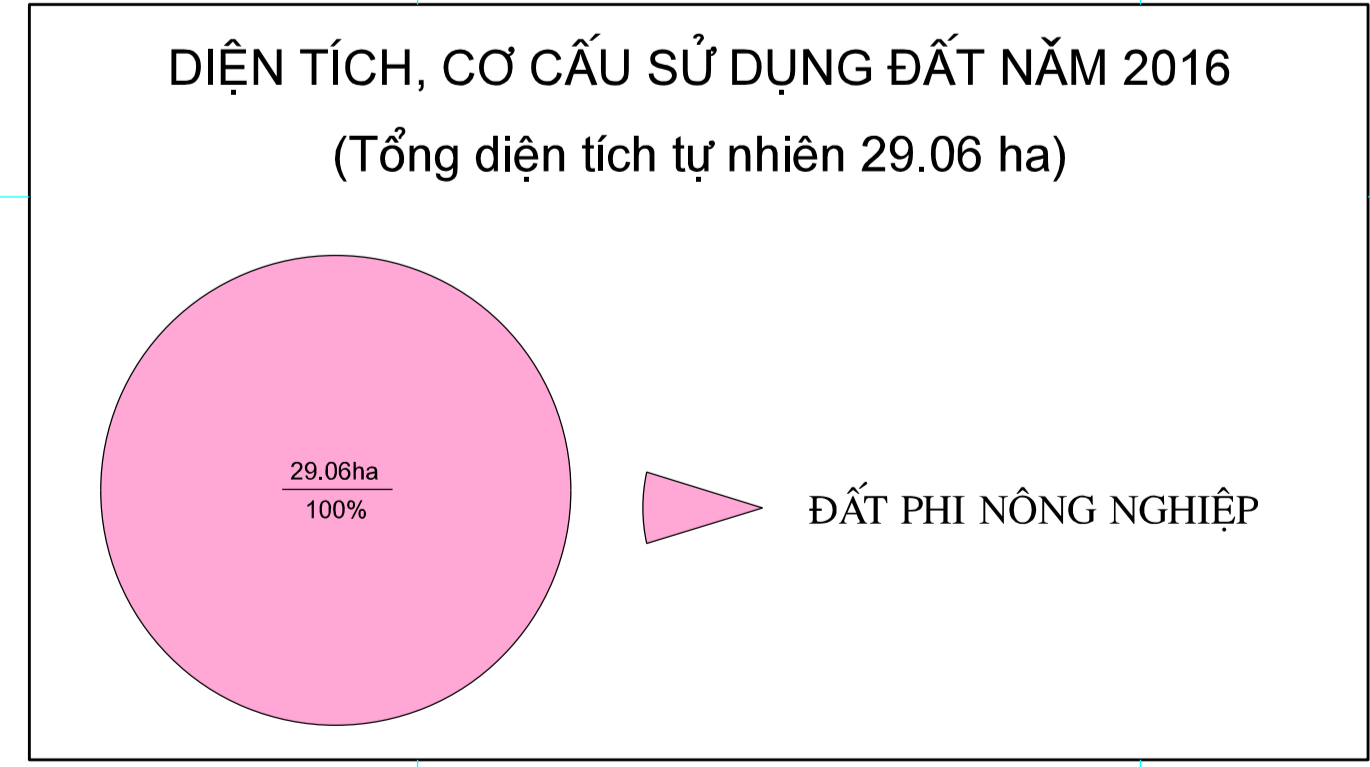 DIỆN TÍCH, CƠ CẤU SỬ DỤNG ĐẤT NĂM 2016
(Tổng diện tích tự nhiên 29.06 ha)
29.06ha
100%
ĐẤT PHI NÔNG NGHIỆP